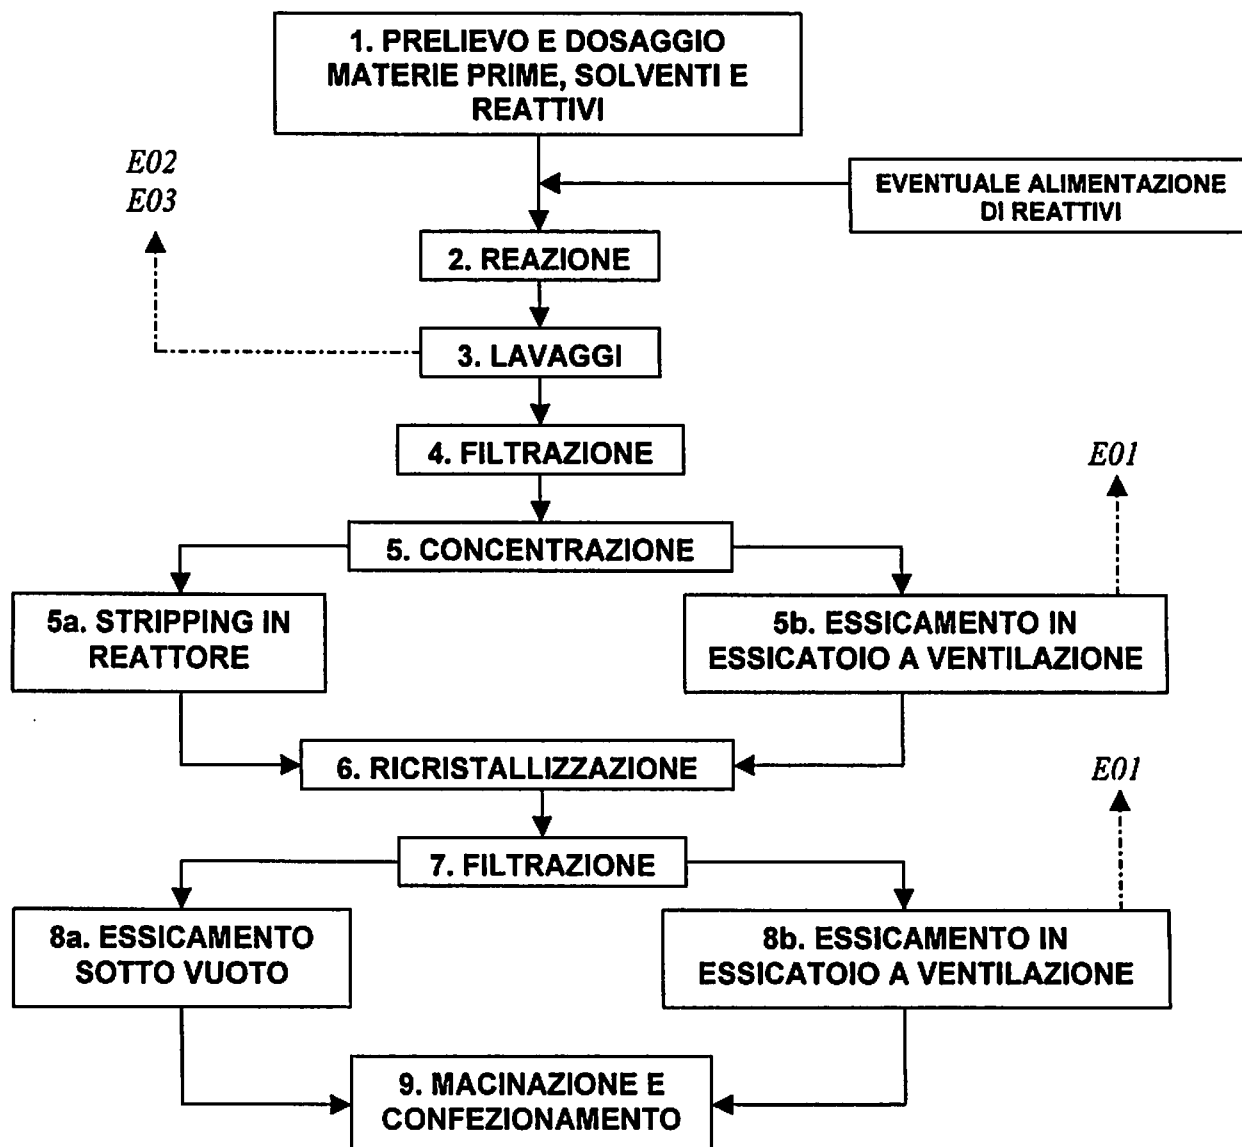 1. PRELIEVO E DOSAGGIO
MATERIE PRIME, SOLVENTI E
REATTIVI
E02
E03
EVENTUALE ALIMENTAZIONE
DI REATTIVI
2. REAZIONE
3. LAVAGGI
4. FILTRAZIONE
E01
5. CONCENTRAZIONE
5a. STRIPPING IN
REATTORE
5b. ESSICAMENTO IN
ESSICATOIO A VENTILAZIONE
6. RICRISTALLIZZAZIONE
E01
7. FILTRAZIONE
8a. ESSICAMENTO
SOTTO VUOTO
8b. ESSICAMENTO IN
ESSICATOIO A VENTILAZIONE
9. MACINAZIONE E
CONFEZIONAMENTO